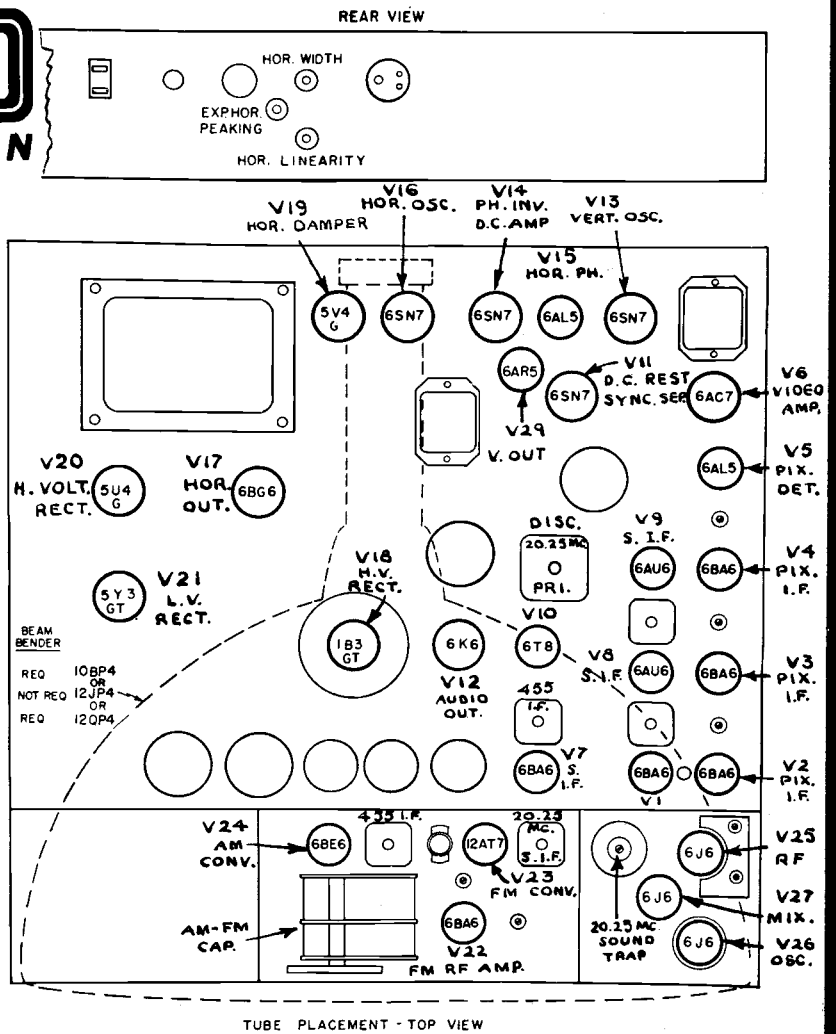 REAR VIEW
N
HOR. WIDTH
EXP.HOR.
PEAKING
HOR. LINEARITY
V19
HOR. DAMPER
V16
HOR. OSC.
V14
PH. INV.
D.C. AMP
V13
VERT. OSC.
V15
HOR. PH.
5V4
G
6SN7
6SN7
6AL5
6SN7
6AR5
V29
V. OUT
6SN7
V11
D.C. REST
SYNC. SEP.
6AC7
V6
VIDEO
AMP.
V20
H. VOLT.
RECT.
5U4
G
V17
HOR.
OUT.
6BG6
6AL5
V5
PIX
DET.
DISC.
20.25 MC.
PRI.
V9
S. I.F.
6AU6
6BA6
V4
PIX.
I.F.
5Y3
GT
V21
L.V.
RECT.
V18
H.V.
RECT.
1B3
GT
6K6
V12
AUDIO
OUT.
V10
6T8
V8
S.I.F.
6AU6
6BA6
V3
PIX.
I.F.
BEAM
BENDER
REQ 10BP4
OR
NOT REQ 12JP4
OR
REQ 12QP4
455
I.F.
6BA6
V7
S.
I.F.
6BA6
V1
6BA6
V2
PIX.
I.F.
V24
AM
CONV.
6BE6
455 I.F.
12AT7
V23
FM CONV.
20.25
MC.
S.I.F.
6J6
V25
RF
AM-FM
CAP.
6BA6
V22
FM RF AMP.
20.25 MC.
SOUND
TRAP
6J6
V27
MIX.
6J6
V26
OSC.
TUBE PLACEMENT - TOP VIEW